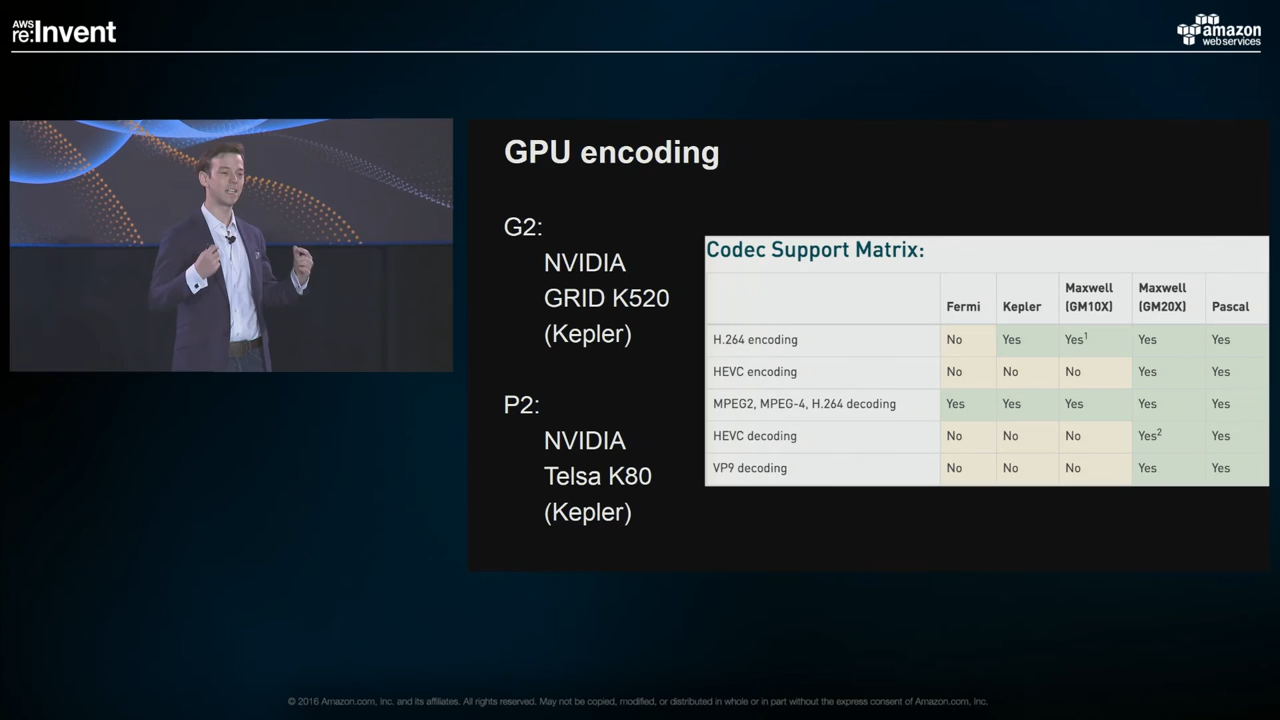 AWS
re:Invent
amazon
web services
GPU encoding
G2:
NVIDIA
GRID K520
(Kepler)
P2:
NVIDIA
Telsa K80
(Kepler)
Codec Support Matrix:
Fermi Kepler Maxwell (GM10X) Maxwell (GM20X) Pascal
H.264 encoding No Yes Yes1 Yes Yes
HEVC encoding No No No Yes Yes
MPEG2, MPEG-4, H.264 decoding Yes Yes Yes Yes Yes
HEVC decoding No No No Yes2 Yes
VP9 decoding No No No Yes Yes
© 2016 Amazon.com, Inc. and its affiliates. All rights reserved. May not be copied, modified, or distributed in whole or in part without the express consent of Amazon.com, Inc.